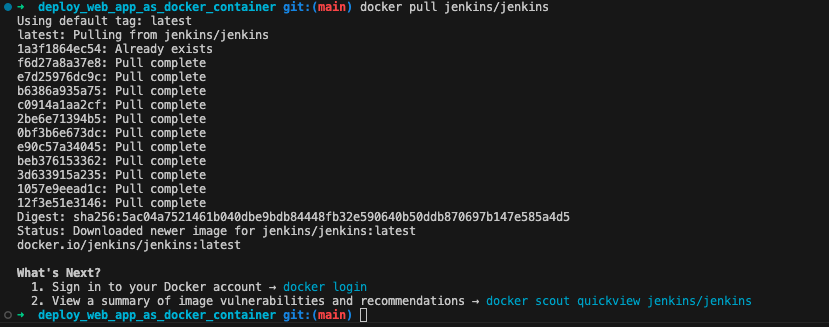 ➜ deploy_web_app_as_docker_container git:(main) docker pull jenkins/jenkins
Using default tag: latest
latest: Pulling from jenkins/jenkins
1a3f1864ec54: Already exists
f6d27a8a37e8: Pull complete
e7d25976dc9c: Pull complete
b6386a935a75: Pull complete
c0914a1aa2cf: Pull complete
2be6e71394b5: Pull complete
0bf3b6e673dc: Pull complete
e90c57a34045: Pull complete
beb376153362: Pull complete
3d633915a235: Pull complete
1057e9eead1c: Pull complete
12f3e51e3146: Pull complete
Digest: sha256:5ac04a7521461b040dbe9bdb84448fb32e590640b50ddb870697b147e585a4d5
Status: Downloaded newer image for jenkins/jenkins:latest
docker.io/jenkins/jenkins:latest
What's Next?
1. Sign in to your Docker account → docker login
2. View a summary of image vulnerabilities and recommendations → docker scout quickview jenkins/jenkins
➜ deploy_web_app_as_docker_container git:(main)